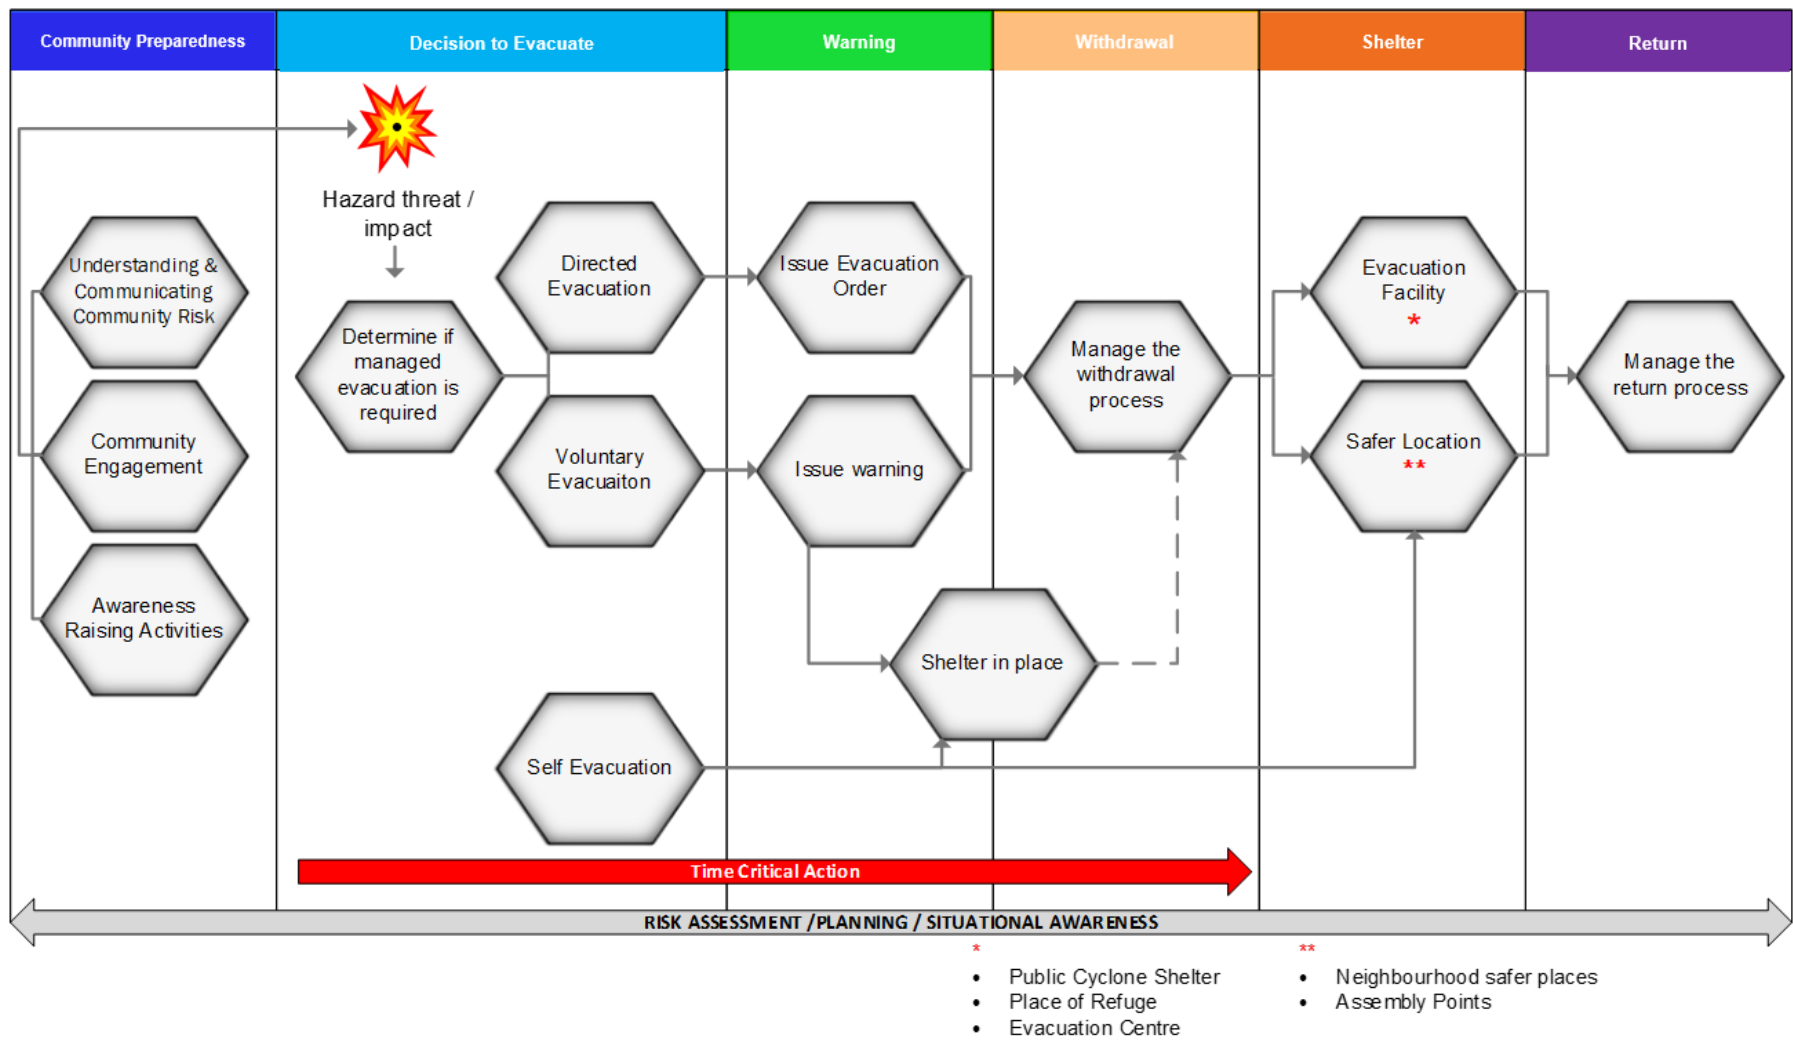 Community Preparedness
Decision to Evacuate
Warning
Withdrawal
Shelter
Return
Understanding &
Communicating
Community Risk
Community
Engagement
Awareness
Raising Activities
Hazard threat /
impact
Determine if
managed
evacuation is
required
Directed
Evacuation
Voluntary
Evacuaiton
Self Evacuation
Issue Evacuation
Order
Issue warning
Shelter in place
Manage the
withdrawal
process
Evacuation
Facility
*
Safer Location
**
Manage the
return process
Time Critical Action
RISK ASSESSMENT /PLANNING / SITUATIONAL AWARENESS
*
• Public Cyclone Shelter
• Place of Refuge
• Evacuation Centre
**
• Neighbourhood safer places
• Assembly Points